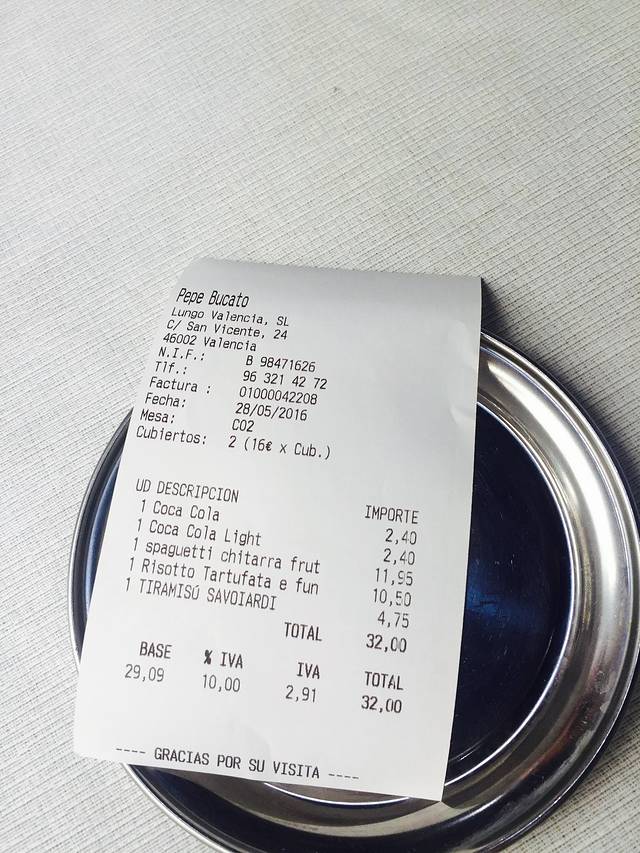 Pepe Bucato
Lungo Valencia, SL
C/ San Vicente, 24
46002 Valencia
N.I.F.: B 98471626
Tlf.: 96 321 42 72
Factura : 01000042208
Fecha: 28/05/2016
Mesa: C02
Cubiertos: 2 (16€ x Cub.)
UD DESCRIPCION IMPORTE
1 Coca Cola 2,40
1 Coca Cola Light 2,40
1 spaguetti chitarra frut 11,95
1 Risotto Tartufata e fun 10,50
1 TIRAMISÚ SAVOIARDI 4,75
TOTAL 32,00
BASE % IVA IVA TOTAL
29,09 10,00 2,91 32,00
---- GRACIAS POR SU VISITA ----